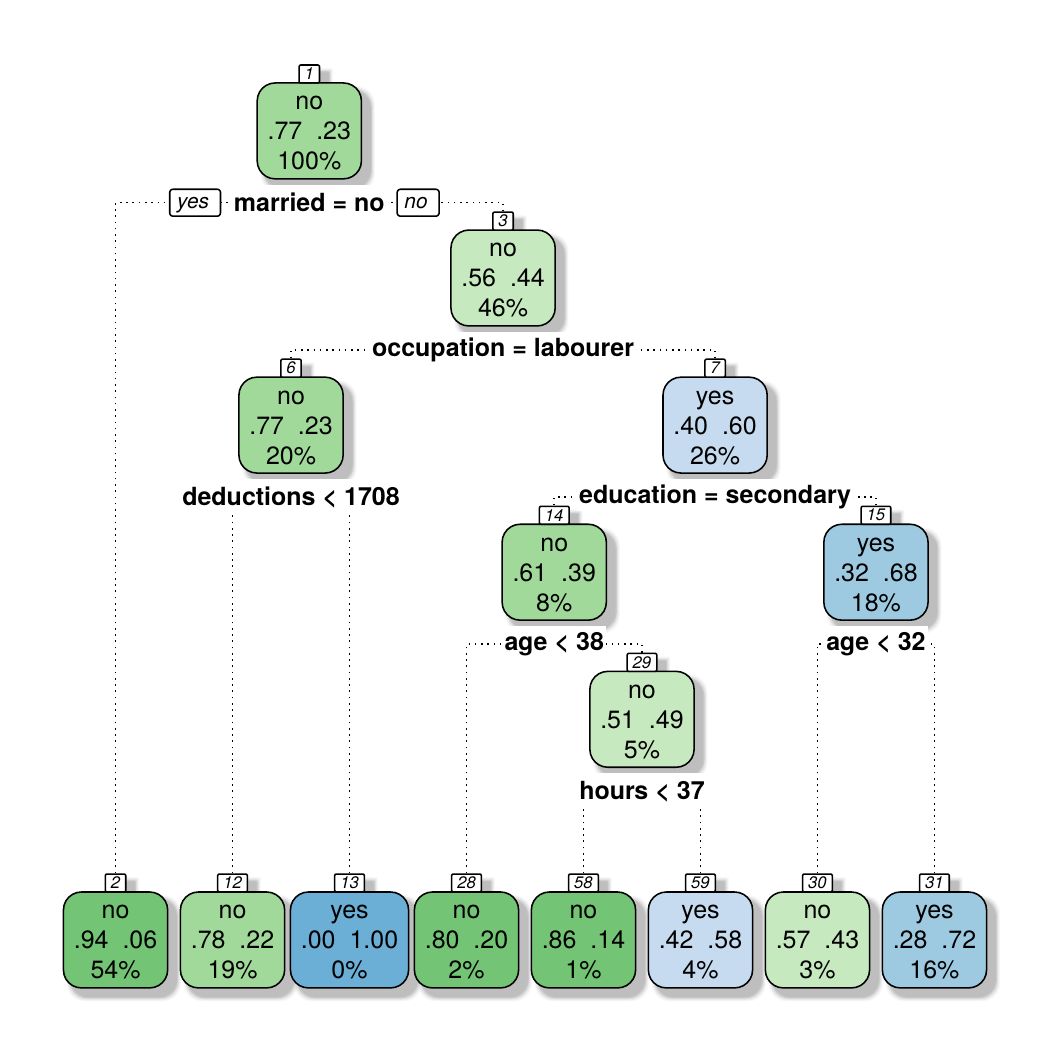 1
no
.77 .23
100%
yes married = no no
3
no
.56 .44
46%
occupation = labourer
6
no
.77 .23
20%
7
yes
.40 .60
26%
deductions < 1708
education = secondary
14
no
.61 .39
8%
15
yes
.32 .68
18%
age < 38
age < 32
29
no
.51 .49
5%
hours < 37
2
no
.94 .06
54%
12
no
.78 .22
19%
13
yes
.00 1.00
0%
28
no
.80 .20
2%
58
no
.86 .14
1%
59
yes
.42 .58
4%
30
no
.57 .43
3%
31
yes
.28 .72
16%